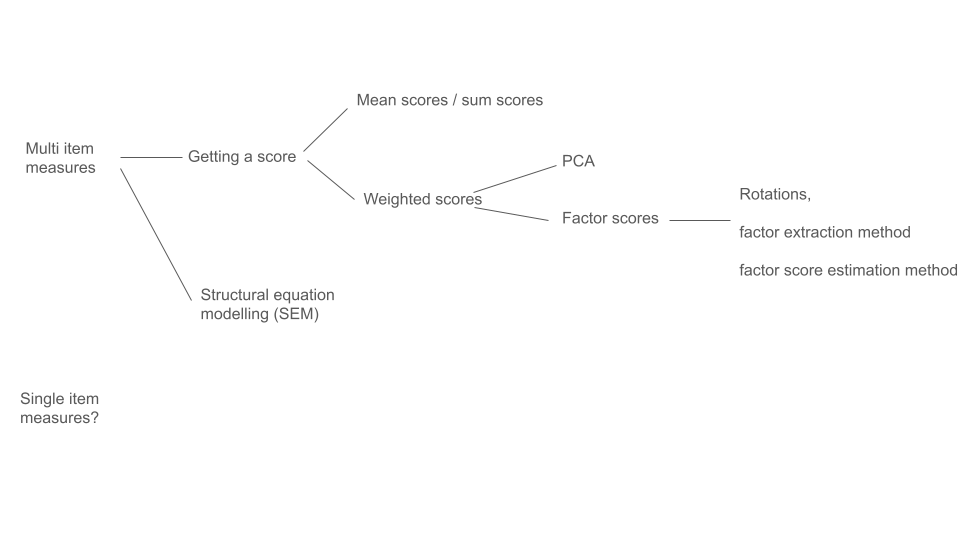 Mean scores / sum scores
Multi item
measures
Getting a score
PCA
Weighted scores
Factor scores
Rotations,
factor extraction method
factor score estimation method
Structural equation
modelling (SEM)
Single item
measures?